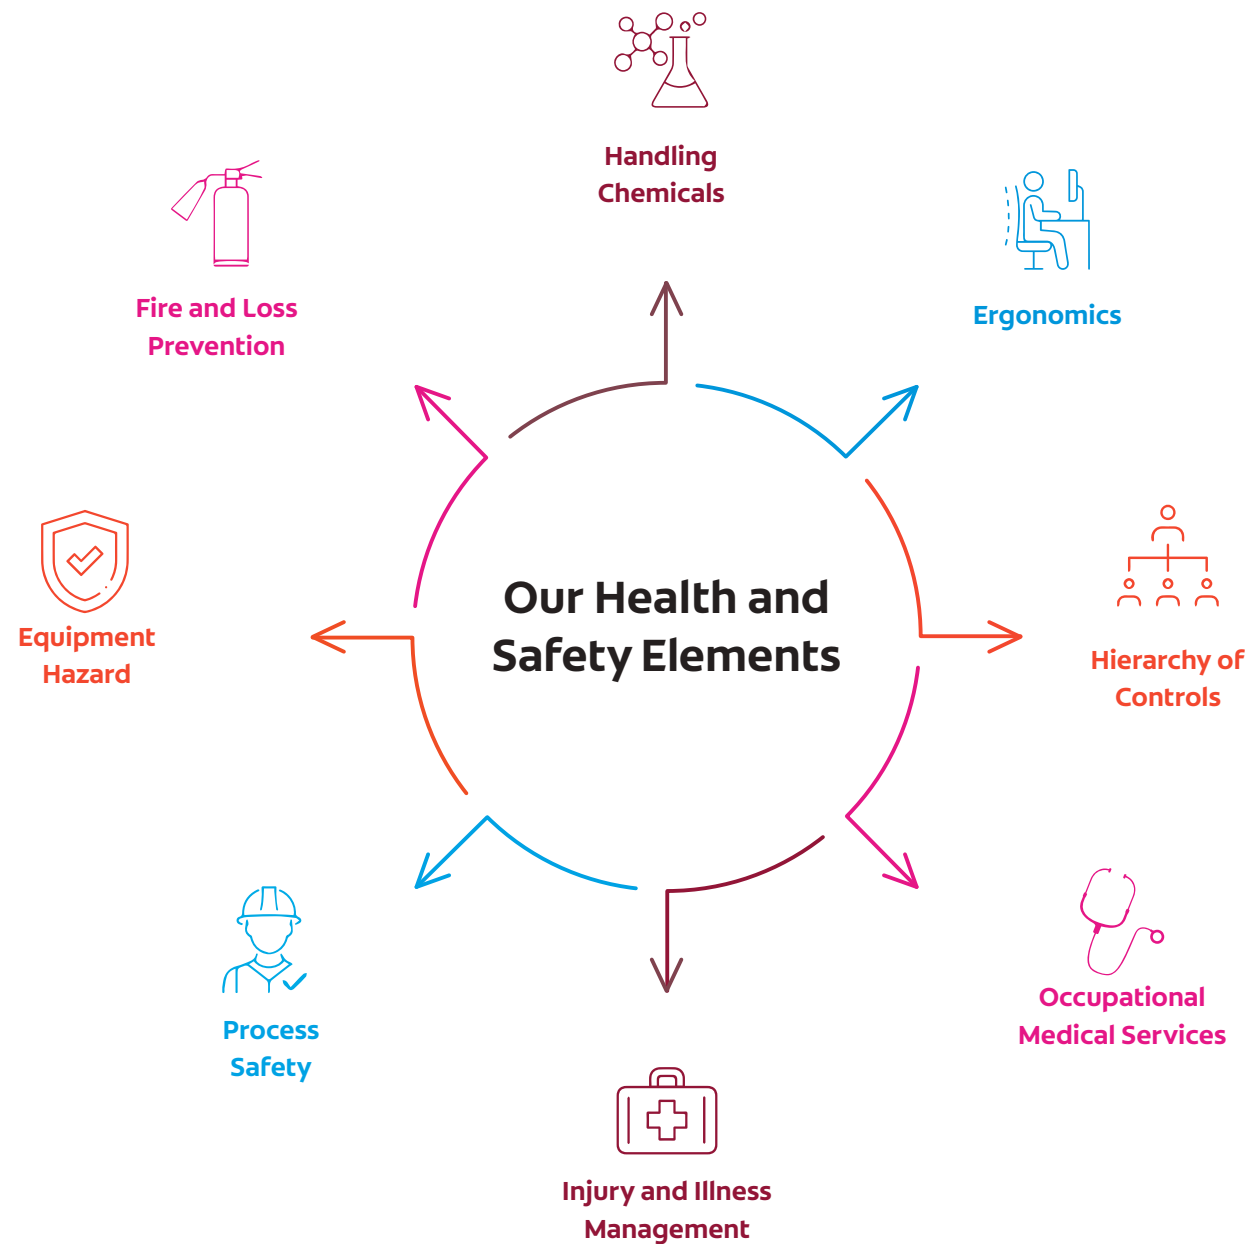 Handling
Chemicals
Fire and Loss
Prevention
Ergonomics
Our Health and
Safety Elements
Equipment
Hazard
Hierarchy of
Controls
Occupational
Medical Services
Process
Safety
Injury and Illness
Management